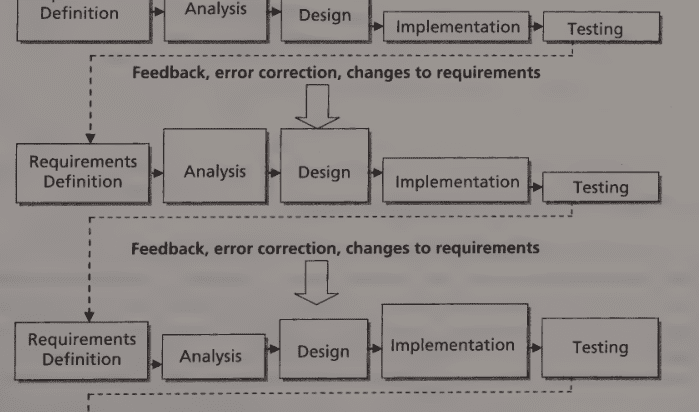 Definition
Analysis
Design
Implementation
Testing
Feedback, error correction, changes to requirements
Requirements
Definition
Analysis
Design
Implementation
Testing
Feedback, error correction, changes to requirements
Requirements
Definition
Analysis
Design
Implementation
Testing